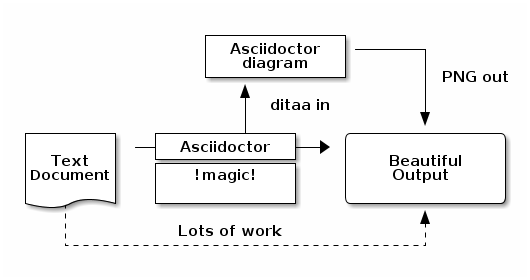 Asciidoctor
diagram
PNG out
ditaa in
Text
Document
Asciidoctor
!magic!
Beautiful
Output
Lots of work